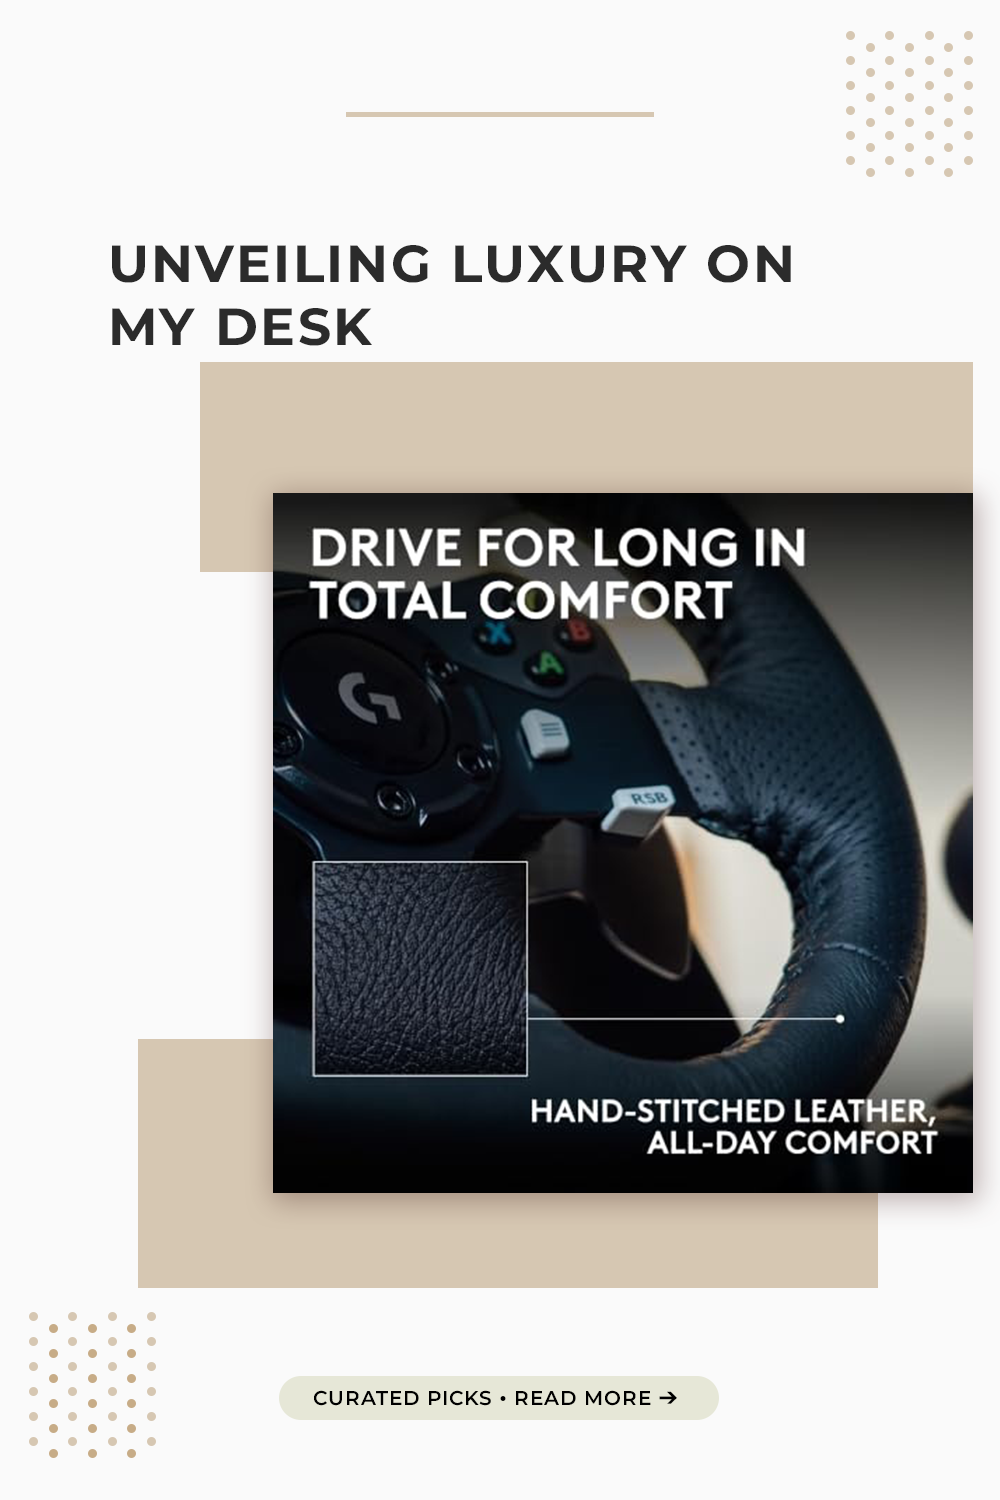 UNVEILING LUXURY ON
MY DESK
DRIVE FOR LONG IN
TOTAL COMFORT
X
B
A
RSB
HAND-STITCHED LEATHER,
ALL-DAY COMFORT
CURATED PICKS • READ MORE →